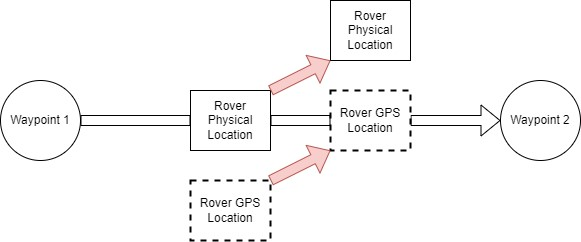 Rover
Physical
Location
Waypoint 1
Rover
Physical
Location
Rover GPS
Location
Waypoint 2
Rover GPS
Location